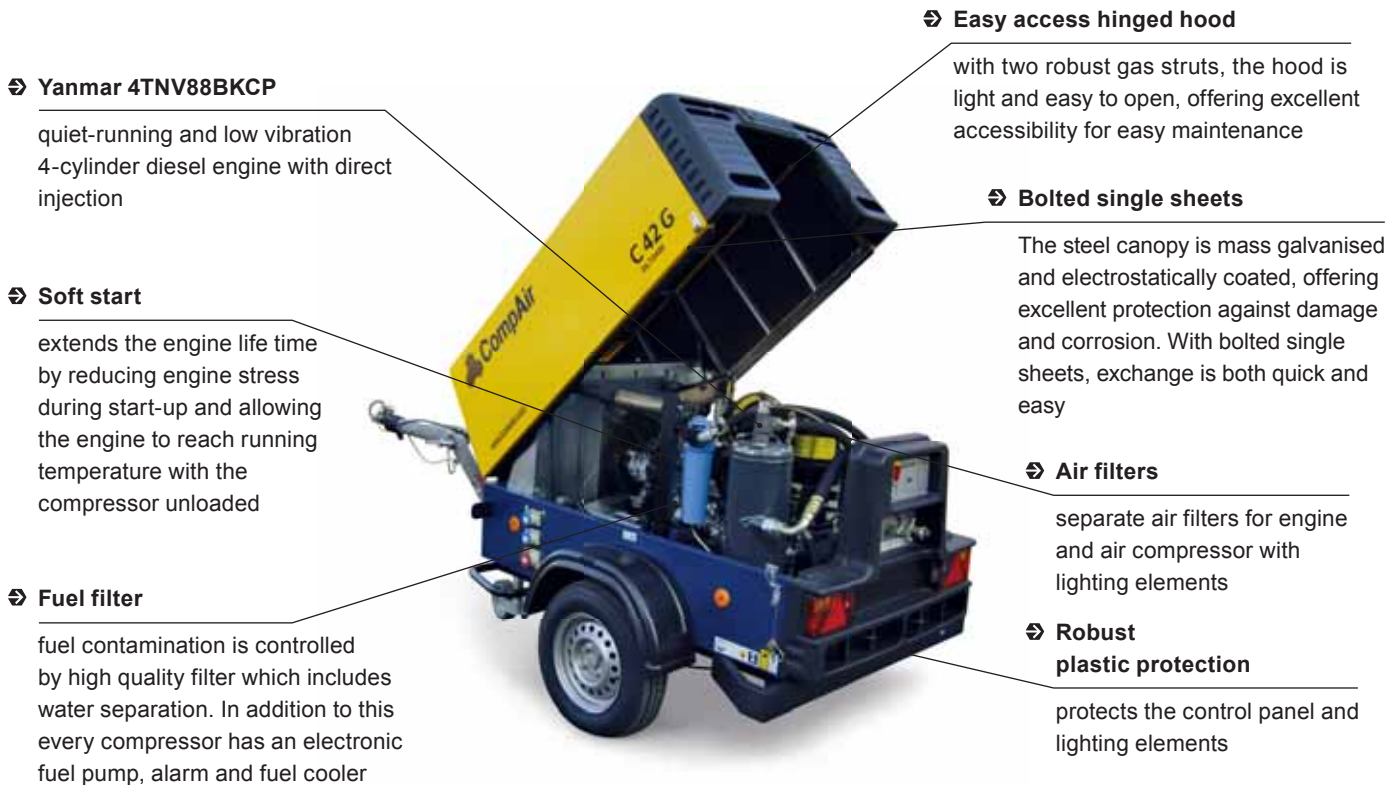 Yanmar 4TNV88BKCP
quiet-running and low vibration
4-cylinder diesel engine with direct
injection
Soft start
extends the engine life time
by reducing engine stress
during start-up and allowing
the engine to reach running
temperature with the
compressor unloaded
Fuel filter
fuel contamination is controlled
by high quality filter which includes
water separation. In addition to this
every compressor has an electronic
fuel pump, alarm and fuel cooler
CompAir
C 42 G
Easy access hinged hood
with two robust gas struts, the hood is
light and easy to open, offering excellent
accessibility for easy maintenance
Bolted single sheets
The steel canopy is mass galvanised
and electrostatically coated, offering
excellent protection against damage
and corrosion. With bolted single
sheets, exchange is both quick and
easy
Air filters
separate air filters for engine
and air compressor with
lighting elements
Robust
plastic protection
protects the control panel and
lighting elements